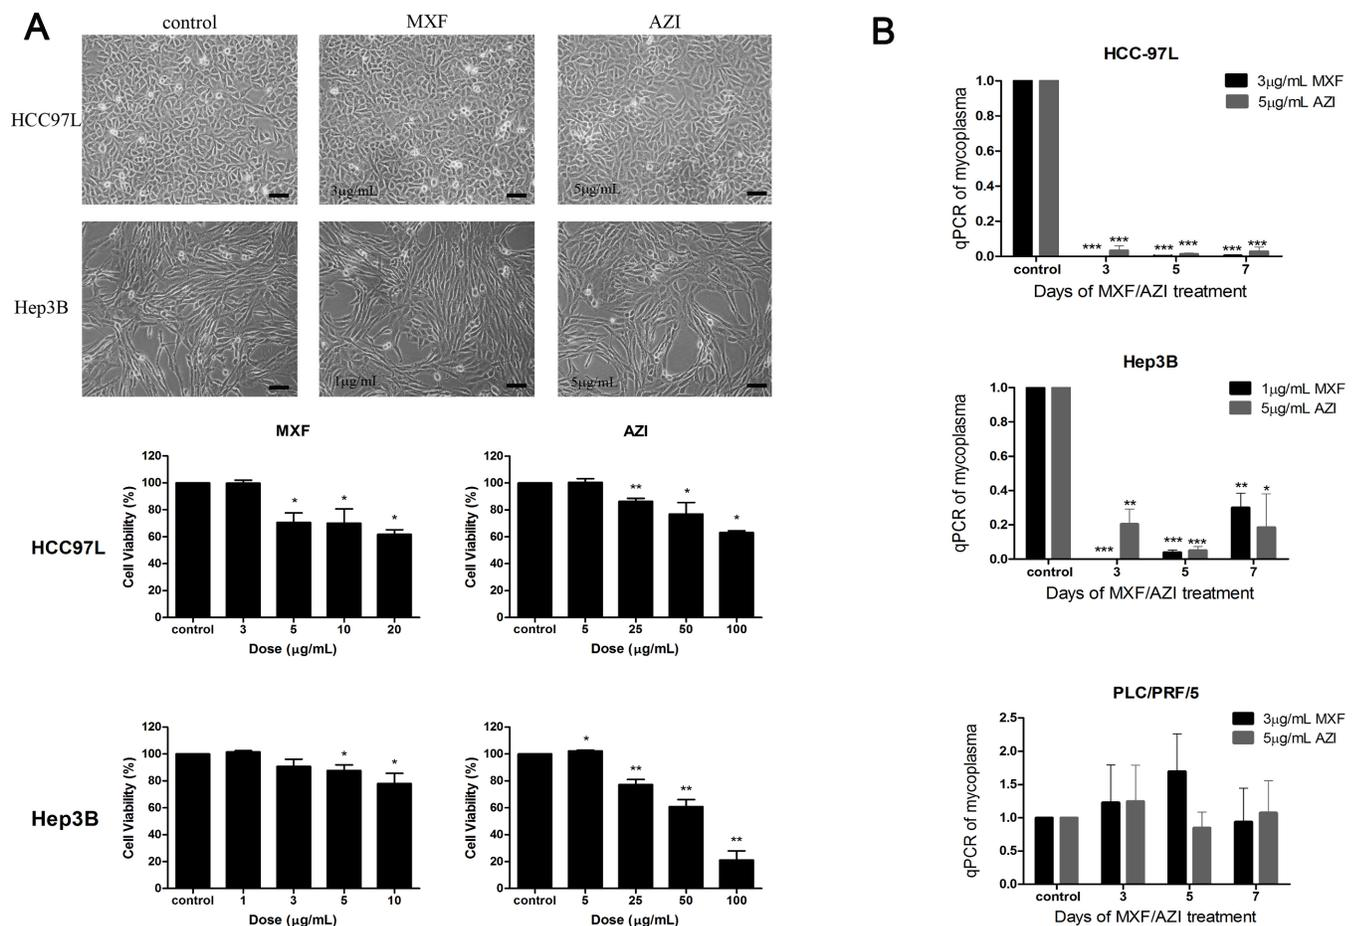 A
control MXF AZI
HCC97L
3μg/mL 5μg/mL
Hep3B
1μg/mL 5μg/mL
MXF
Cell Viability (%)
120
100
80
60
40
20
0
* * *
control 3 5 10 20
Dose (μg/mL)
AZI
Cell Viability (%)
120
100
80
60
40
20
0
** * *
control 5 25 50 100
Dose (μg/mL)
HCC97L
Cell Viability (%)
120
100
80
60
40
20
0
* *
control 1 3 5 10
Dose (μg/mL)
Cell Viability (%)
120
100
80
60
40
20
0
* ** ** **
control 5 25 50 100
Dose (μg/mL)
Hep3B
B
HCC-97L
3μg/mL MXF
5μg/mL AZI
qPCR of mycoplasma
1.0
0.8
0.6
0.4
0.2
0.0
*** *** *** *** *** ***
control 3 5 7
Days of MXF/AZI treatment
Hep3B
1μg/mL MXF
5μg/mL AZI
qPCR of mycoplasma
1.0
0.8
0.6
0.4
0.2
0.0
*** ** *** *** ** *
control 3 5 7
Days of MXF/AZI treatment
PLC/PRF/5
3μg/mL MXF
5μg/mL AZI
qPCR of mycoplasma
2.5
2.0
1.5
1.0
0.5
0.0
control 3 5 7
Days of MXF/AZI treatment